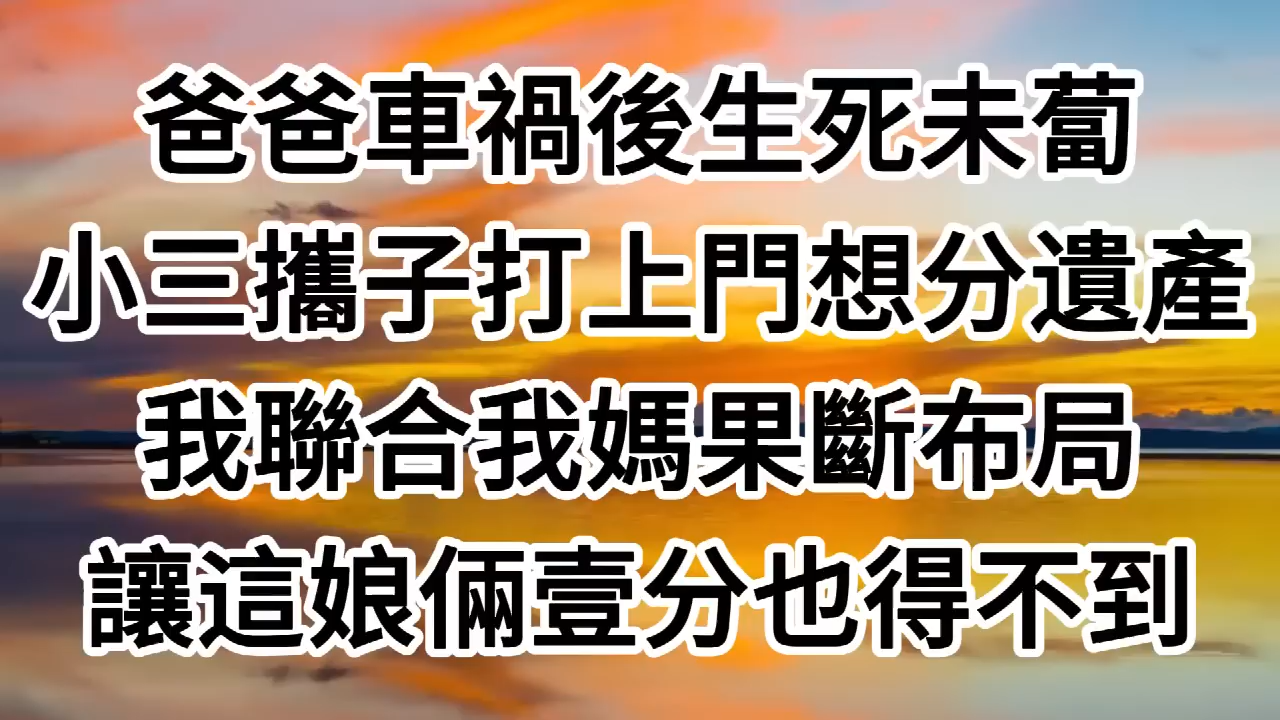 爸爸車禍後生死未蔔
小三攜子打上門想分遺產
我聯合我媽果斷布局
讓這娘倆壹分也得不到